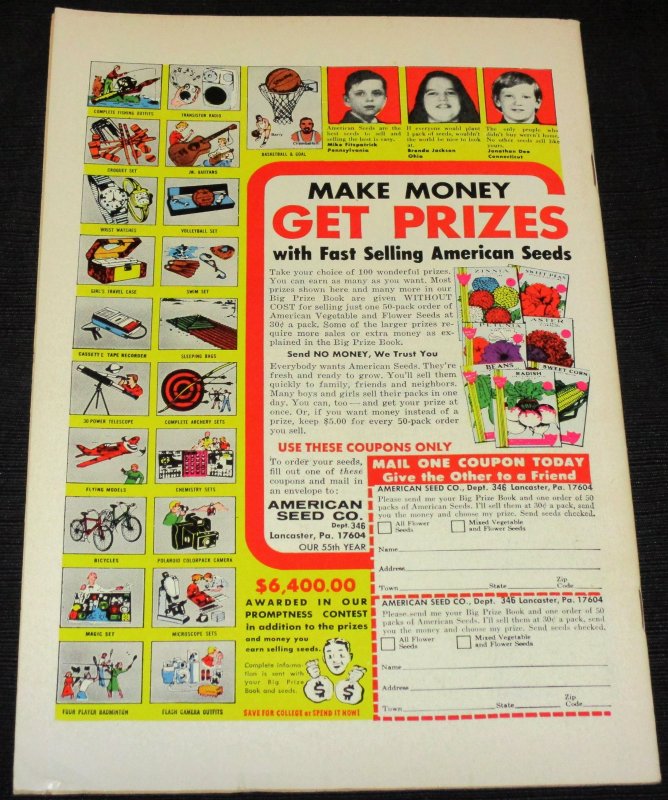 COMPLETE FISHING OUTFITS
TRANSISTOR RADIO
CROQUET SET
JR. GUITARS
WRIST WATCHES
VOLLEYBALL SET
GIRL'S TRAVEL CASE
SWIM SET
CASSETTE TAPE RECORDER
SLEEPING BAGS
30 POWER TELESCOPE
COMPLETE ARCHERY SETS
FLYING MODELS
CHEMISTRY SETS
BICYCLES
POLAROID COLORPACK CAMERA
MAGIC SET
MICROSCOPE SETS
FOUR PLAYER BADMINTON
FLASH CAMERA OUTFITS
BASKETBALL & GOAL
American Seeds are the
best seeds to sell and
selling the best is easy.
Mike Fitzpatrick
Pennsylvania
If everyone would plant
1 pack of seeds, wouldn't
the world be nice to look
at.
Brenda Jackson
Ohio
The only people who
didn't buy weren't home.
No other seeds sell like
yours.
Jonathan Dee
Connecticut
MAKE MONEY
GET PRIZES
with Fast Selling American Seeds
Take your choice of 100 wonderful prizes.
You can earn as many as you want. Most
prizes shown here and many more in our
Big Prize Book are given WITHOUT
COST for selling just one 50-pack order of
American Vegetable and Flower Seeds at
30¢ a pack. Some of the larger prizes re-
quire more sales or extra money as ex-
plained in the Big Prize Book.
Send NO MONEY, We Trust You
Everybody wants American Seeds. They're
fresh and ready to grow. You'll sell them
quickly to family, friends and neighbors.
Many boys and girls sell their packs in one
day. You can, too — and get your prize at
once. Or, if you want money instead of a
prize, keep $5.00 for every 50-pack order
you sell.
ZINNIA
SWEET PEAS
PETUNIA
ASTER
BEANS
RADISH
SWEET CORN
USE THESE COUPONS ONLY
To order your seeds,
fill out one of these
coupons and mail in
an envelope to:
AMERICAN
SEED CO.
Dept. 346
Lancaster, Pa. 17604
OUR 55th YEAR
$6,400.00
AWARDED IN OUR
PROMPTNESS CONTEST
in addition to the prizes
and money you
earn selling seeds.
Complete informa-
tion is sent with
your Big Prize
Book and seeds.
$ $
SAVE FOR COLLEGE or SPEND IT NOW!
MAIL ONE COUPON TODAY
Give the Other to a Friend
AMERICAN SEED CO., Dept. 346 Lancaster, Pa. 17604
Please send me your Big Prize Book and one order of 50
packs of American Seeds. I'll sell them at 30¢ a pack, send
you the money and choose my prize. Send seeds checked.
All Flower
Seeds
Mixed Vegetable
and Flower Seeds
Name
Address
Town State Zip
Code
AMERICAN SEED CO., Dept. 346 Lancaster, Pa. 17604
Please send me your Big Prize Book and one order of 50
packs of American Seeds. I'll sell them at 30¢ a pack, send
you the money and choose my prize. Send seeds checked.
All Flower
Seeds
Mixed Vegetable
and Flower Seeds
Name
Address
Town State Zip
Code